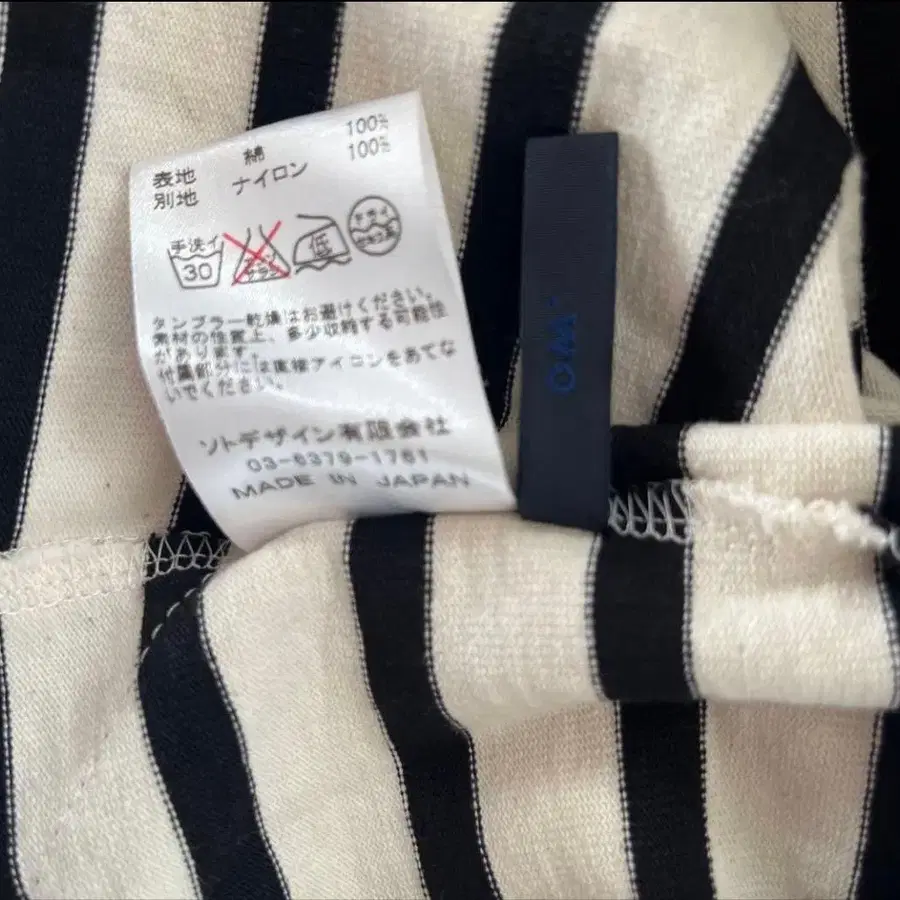 表地 綿 100%
別地 ナイロン 100%
手洗イ
30
低
ドライ
タンブラー乾燥はお避けください。
素材の性質上、多少収縮する可能性
があります。
付属部分には直接アイロンをあてな
いでください。
ソトデザイン有限会社
03-6379-1761
MADE IN JAPAN